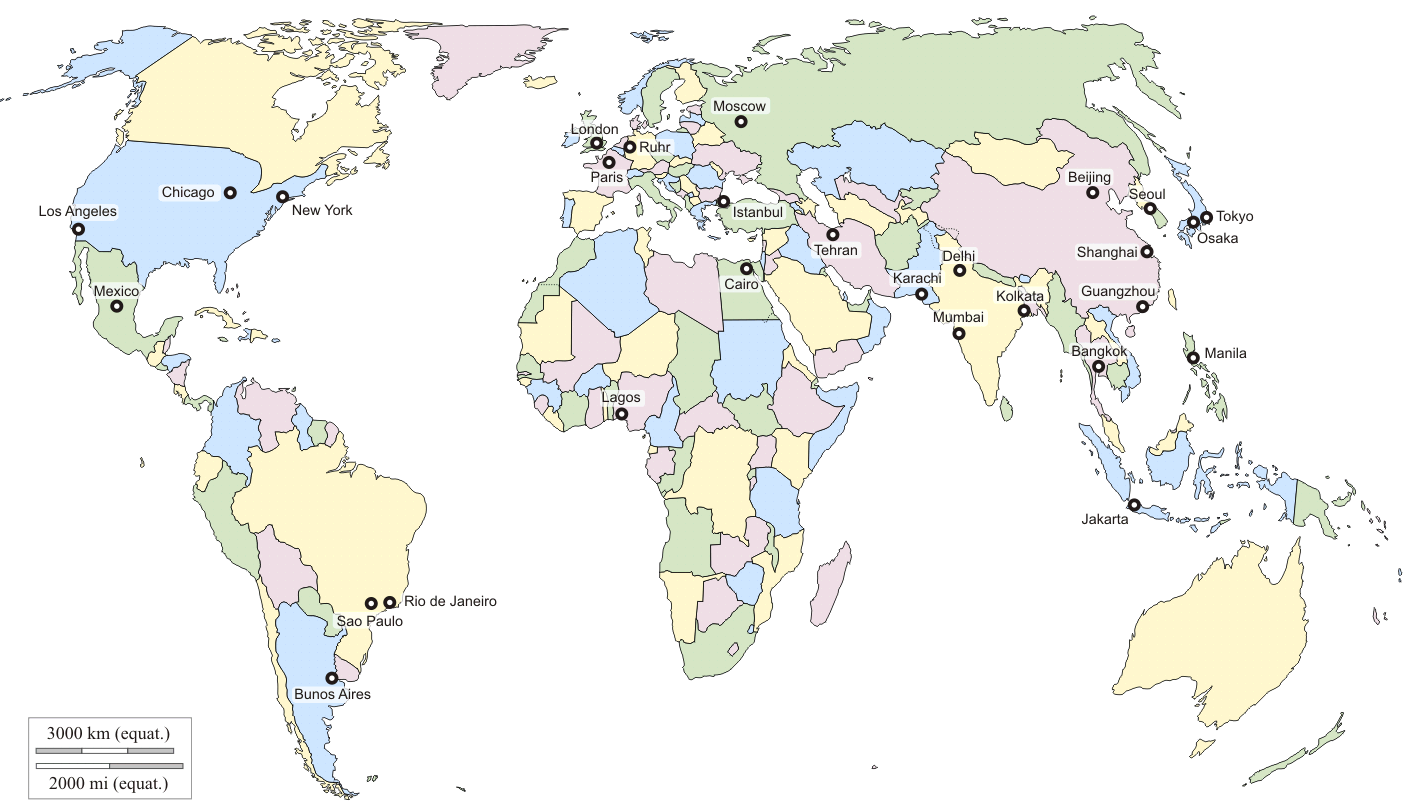 Moscow
London
Ruhr
Paris
Beijing
Chicago
Seoul
Los Angeles
New York
Istanbul
Tokyo
Osaka
Tehran
Shanghai
Delhi
Cairo
Karachi
Mexico
Kolkata
Guangzhou
Mumbai
Bangkok
Manila
Lagos
Jakarta
Rio de Janeiro
Sao Paulo
Bunos Aires
3000 km (equat.)
2000 mi (equat.)